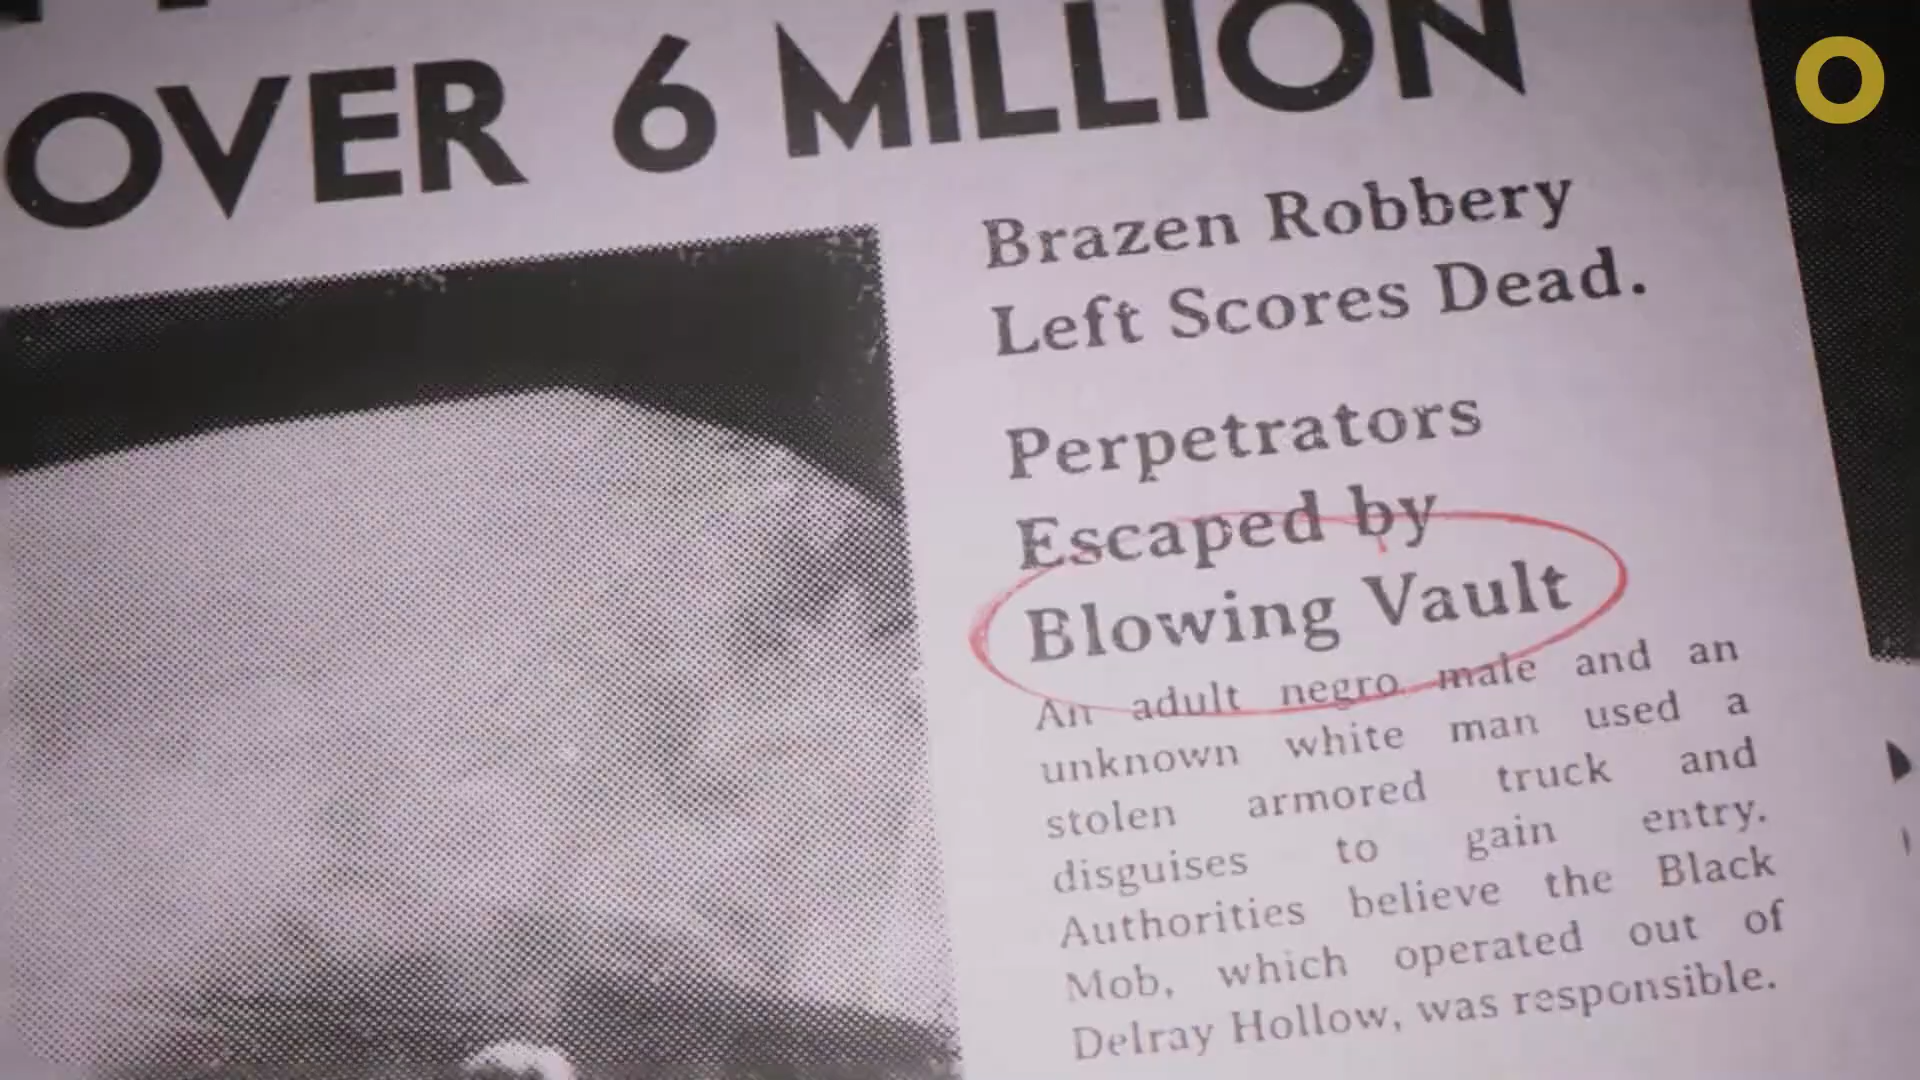 OVER 6 MILLION
Brazen Robbery
Left Scores Dead.
Perpetrators
Escaped by
Blowing Vault
An adult negro male and an
unknown white man used a
stolen armored truck and
disguises to gain entry.
Authorities believe the Black
Mob, which operated out of
Delray Hollow, was responsible.